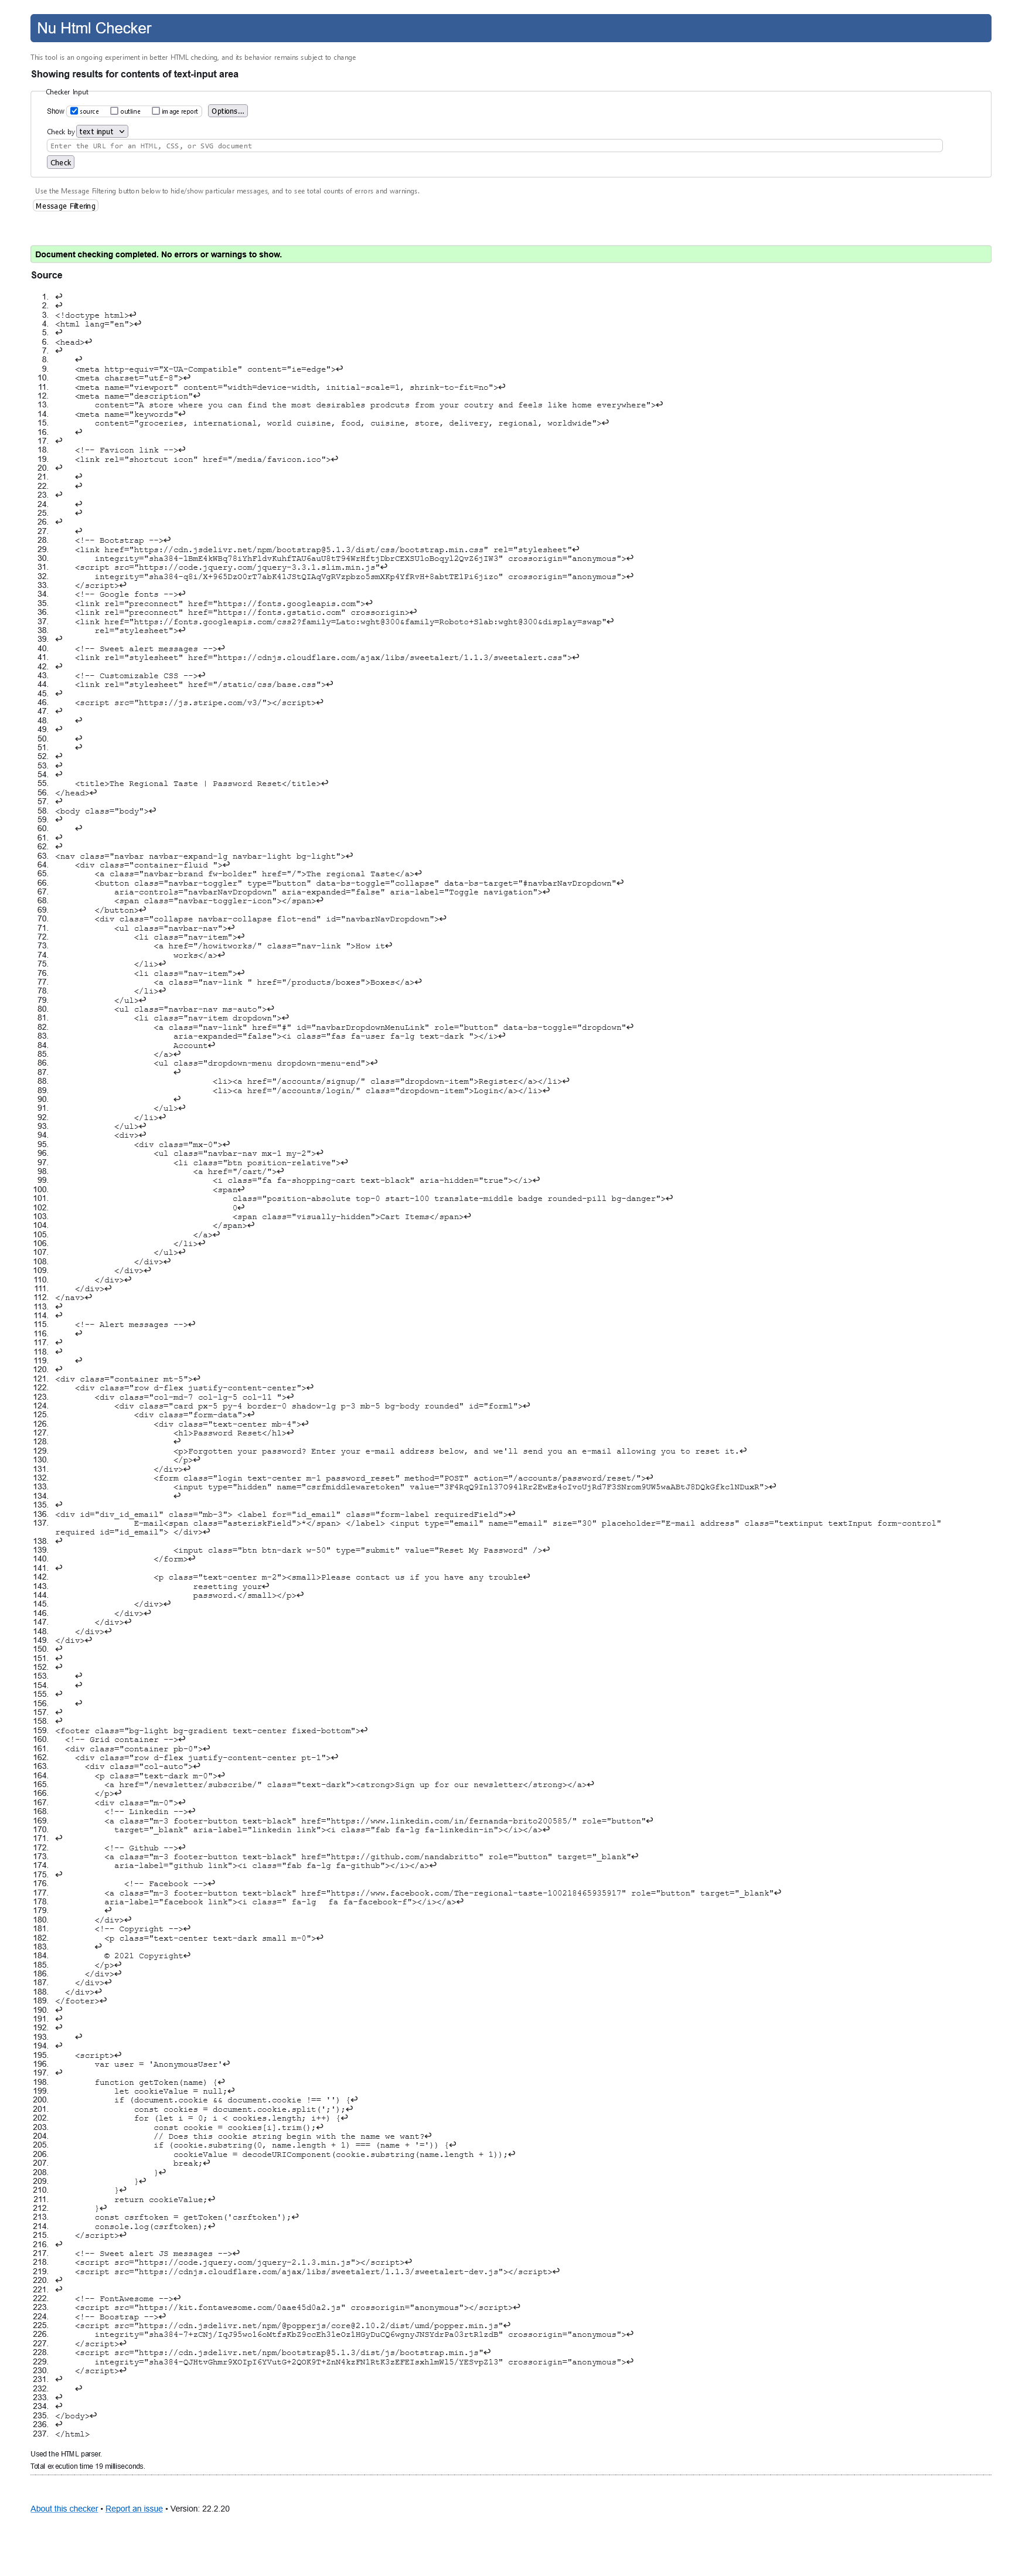 Nu Html Checker
This tool is an ongoing experiment in better HTML checking, and its behavior remains subject to change
Showing results for contents of text-input area
Checker Input
Show source outline image report Options...
Check by text input
Enter the URL for an HTML, CSS, or SVG document
Check
Use the Message Filtering button below to hide/show particular messages, and to see total counts of errors and warnings.
Message Filtering
Document checking completed. No errors or warnings to show.
Source
1. ↩
2. ↩
3. <!doctype html>↩
4. <html lang="en">↩
5. ↩
6. <head>↩
7. ↩
8. ↩
9. <meta http-equiv="X-UA-Compatible" content="ie=edge">↩
10. <meta charset="utf-8">↩
11. <meta name="viewport" content="width=device-width, initial-scale=1, shrink-to-fit=no">↩
12. <meta name="description"↩
13. content="A store where you can find the most desirables prodcuts from your coutry and feels like home everywhere">↩
14. <meta name="keywords"↩
15. content="groceries, international, world cuisine, food, cuisine, store, delivery, regional, worldwide">↩
16. ↩
17. ↩
18. <!-- Favicon link -->↩
19. <link rel="shortcut icon" href="/media/favicon.ico">↩
20. ↩
21. ↩
22. ↩
23. ↩
24. ↩
25. ↩
26. ↩
27. ↩
28. <!-- Bootstrap -->↩
29. <link href="https://cdn.jsdelivr.net/npm/bootstrap@5.1.3/dist/css/bootstrap.min.css" rel="stylesheet"↩
30. crossorigin="anonymous">↩
31. <script src="https://code.jquery.com/jquery-3.3.1.slim.min.js"↩
32. crossorigin="anonymous">↩
33. </script>↩
34. <!-- Google fonts -->↩
35. <link rel="preconnect" href="https://fonts.googleapis.com">↩
36. <link rel="preconnect" href="https://fonts.gstatic.com" crossorigin>↩
37. <link href="https://fonts.googleapis.com/css2?family=Lato:wght@300&family=Roboto+Slab:wght@300&display=swap"↩
38. rel="stylesheet">↩
39. ↩
40. <!-- Sweet alert messages -->↩
41. <link rel="stylesheet" href="https://cdnjs.cloudflare.com/ajax/libs/sweetalert/1.1.3/sweetalert.css">↩
42. ↩
43. <!-- Customizable CSS -->↩
44. <link rel="stylesheet" href="/static/css/base.css">↩
45. ↩
46. <script src="https://js.stripe.com/v3/"></script>↩
47. ↩
48. ↩
49. ↩
50. ↩
51. ↩
52. ↩
53. ↩
54. ↩
55. <title>The Regional Taste | Password Reset</title>↩
56. </head>↩
57. ↩
58. <body class="body">↩
59. ↩
60. ↩
61. ↩
62. ↩
63. <nav class="navbar navbar-expand-lg navbar-light bg-light">↩
64. <div class="container-fluid ">↩
65. <a class="navbar-brand fw-bolder" href="/">The regional Taste</a>↩
66. <button class="navbar-toggler" type="button" data-bs-toggle="collapse" data-bs-target="#navbarNavDropdown"↩
67. aria-controls="navbarNavDropdown" aria-expanded="false" aria-label="Toggle navigation">↩
68. <span class="navbar-toggler-icon"></span>↩
69. </button>↩
70. <div class="collapse navbar-collapse flot-end" id="navbarNavDropdown">↩
71. <ul class="navbar-nav">↩
72. <li class="nav-item">↩
73. <a href="/howitworks/" class="nav-link ">How it↩
74. works</a>↩
75. </li>↩
76. <li class="nav-item">↩
77. <a class="nav-link " href="/products/boxes">Boxes</a>↩
78. </li>↩
79. </ul>↩
80. <ul class="navbar-nav ms-auto">↩
81. <li class="nav-item dropdown">↩
82. <a class="nav-link" href="#" id="navbarDropdownMenuLink" role="button" data-bs-toggle="dropdown"↩
83. aria-expanded="false"><i class="fas fa-user fa-lg text-dark "></i>↩
84. Account↩
85. </a>↩
86. <ul class="dropdown-menu dropdown-menu-end">↩
87. ↩
88. <li><a href="/accounts/signup/" class="dropdown-item">Register</a></li>↩
89. <li><a href="/accounts/login/" class="dropdown-item">Login</a></li>↩
90. ↩
91. </ul>↩
92. </li>↩
93. </ul>↩
94. <div>↩
95. <div class="mx-0">↩
96. <ul class="navbar-nav mx-1 my-2">↩
97. <li class="btn position-relative">↩
98. <a href="/cart/">↩
99. <i class="fa fa-shopping-cart text-black" aria-hidden="true"></i>↩
100. <span↩
101. class="position-absolute top-0 start-100 translate-middle badge rounded-pill bg-danger">↩
102. 0↩
103. <span class="visually-hidden">Cart Items</span>↩
104. </span>↩
105. </a>↩
106. </li>↩
107. </ul>↩
108. </div>↩
109. </div>↩
110. </div>↩
111. </div>↩
112. </nav>↩
113. ↩
114. ↩
115. <!-- Alert messages -->↩
116. ↩
117. ↩
118. ↩
119. ↩
120. ↩
121. <div class="container mt-5">↩
122. <div class="row d-flex justify-content-center">↩
123. <div class="col-md-7 col-lg-5 col-11 ">↩
124. <div class="card px-5 py-4 border-0 shadow-lg p-3 mb-5 bg-body rounded" id="form1">↩
125. <div class="form-data">↩
126. <div class="text-center mb-4">↩
127. <h1>Password Reset</h1>↩
128. ↩
129. <p>Forgotten your password? Enter your e-mail address below, and we'll send you an e-mail allowing you to reset it.↩
130. </p>↩
131. </div>↩
132. <form class="login text-center m-1 password_reset" method="POST" action="/accounts/password/reset/">↩
133. <input type="hidden" name="csrfmiddlewaretoken" ↩
134. ↩
135. ↩
136. <div id="div_id_email" class="mb-3"> <label for="id_email" class="form-label requiredField">↩
137. E-mail<span class="asteriskField">*</span> </label> <input type="email" name="email" size="30" placeholder="E-mail address" class="textinput textInput form-control"
required id="id_email"> </div>↩
138. ↩
139. <input class="btn btn-dark w-50" type="submit" value="Reset My Password" />↩
140. </form>↩
141. ↩
142. <p class="text-center m-2"><small>Please contact us if you have any trouble↩
143. resetting your↩
144. password.</small></p>↩
145. </div>↩
146. </div>↩
147. </div>↩
148. </div>↩
149. </div>↩
150. ↩
151. ↩
152. ↩
153. ↩
154. ↩
155. ↩
156. ↩
157. ↩
158. ↩
159. <footer class="bg-light bg-gradient text-center fixed-bottom">↩
160. <!-- Grid container -->↩
161. <div class="container pb-0">↩
162. <div class="row d-flex justify-content-center pt-1">↩
163. <div class="col-auto">↩
164. <p class="text-dark m-0">↩
165. <a href="/newsletter/subscribe/" class="text-dark"><strong>Sign up for our newsletter</strong></a>↩
166. </p>↩
167. <div class="m-0">↩
168. <!-- Linkedin -->↩
169. <a class="m-3 footer-button text-black" href="https://www.linkedin.com/in/fernanda-brito200585/" role="button"↩
170. target="_blank" aria-label="linkedin link"><i class="fab fa-lg fa-linkedin-in"></i></a>↩
171. ↩
172. <!-- Github -->↩
173. <a class="m-3 footer-button text-black" href="https://github.com/nandabritto" role="button" target="_blank"↩
174. aria-label="github link"><i class="fab fa-lg fa-github"></i></a>↩
175. ↩
176. <!-- Facebook -->↩
177. <a class="m-3 footer-button text-black" href="https://www.facebook.com/The-regional-taste-100218465935917" role="button" target="_blank"↩
178. aria-label="facebook link"><i class=" fa-lg fa fa-facebook-f"></i></a>↩
179. ↩
180. </div>↩
181. <!-- Copyright -->↩
182. <p class="text-center text-dark small m-0">↩
183. ↩
184. © 2021 Copyright↩
185. </p>↩
186. </div>↩
187. </div>↩
188. </div>↩
189. </footer>↩
190. ↩
191. ↩
192. ↩
193. ↩
194. ↩
195. <script>↩
196. var user = 'AnonymousUser'↩
197. ↩
198. function getToken(name) {↩
199. let cookieValue = null;↩
200. if (document.cookie && document.cookie !== '') {↩
201. const cookies = document.cookie.split(';');↩
202. for (let i = 0; i < cookies.length; i++) {↩
203. const cookie = cookies[i].trim();↩
204. // Does this cookie string begin with the name we want?↩
205. if (cookie.substring(0, name.length + 1) === (name + '=')) {↩
206. cookieValue = decodeURIComponent(cookie.substring(name.length + 1));↩
207. break;↩
208. }↩
209. }↩
210. }↩
211. return cookieValue;↩
212. }↩
213. const csrftoken = getToken('csrftoken');↩
214. console.log(csrftoken);↩
215. </script>↩
216. ↩
217. <!-- Sweet alert JS messages -->↩
218. <script src="https://code.jquery.com/jquery-2.1.3.min.js"></script>↩
219. <script src="https://cdnjs.cloudflare.com/ajax/libs/sweetalert/1.1.3/sweetalert-dev.js"></script>↩
220. ↩
221. ↩
222. <!-- FontAwesome -->↩
223. <script src="https://kit.fontawesome.com/0aae45d0a2.js" crossorigin="anonymous"></script>↩
224. <!-- Boostrap -->↩
225. <script src="https://cdn.jsdelivr.net/npm/@popperjs/core@2.10.2/dist/umd/popper.min.js"↩
226. crossorigin="anonymous">↩
227. </script>↩
228. <script src="https://cdn.jsdelivr.net/npm/bootstrap@5.1.3/dist/js/bootstrap.min.js"↩
229. crossorigin="anonymous">↩
230. </script>↩
231. ↩
232. ↩
233. ↩
234. ↩
235. </body>↩
236. ↩
237. </html>
Used the HTML parser.
Total execution time 19 milliseconds.
About this checker • Report an issue • Version: 22.2.20